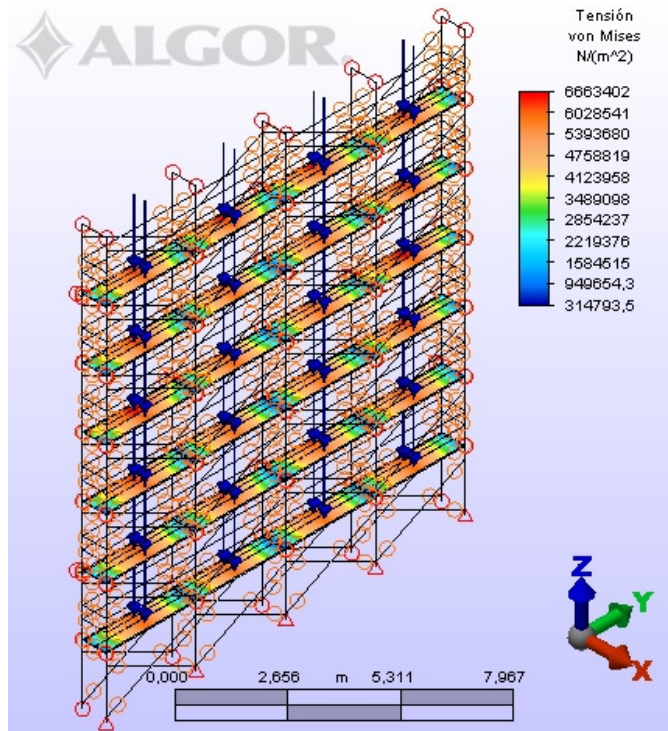 ALGOR.
Tensión
von Mises
N/(m^2)
6663402
6028541
5393680
4758819
4123958
3489098
2854237
2219376
1584515
949654,3
314793,5
Z
Y
X
0,000 2,656 m 5,311 7,967